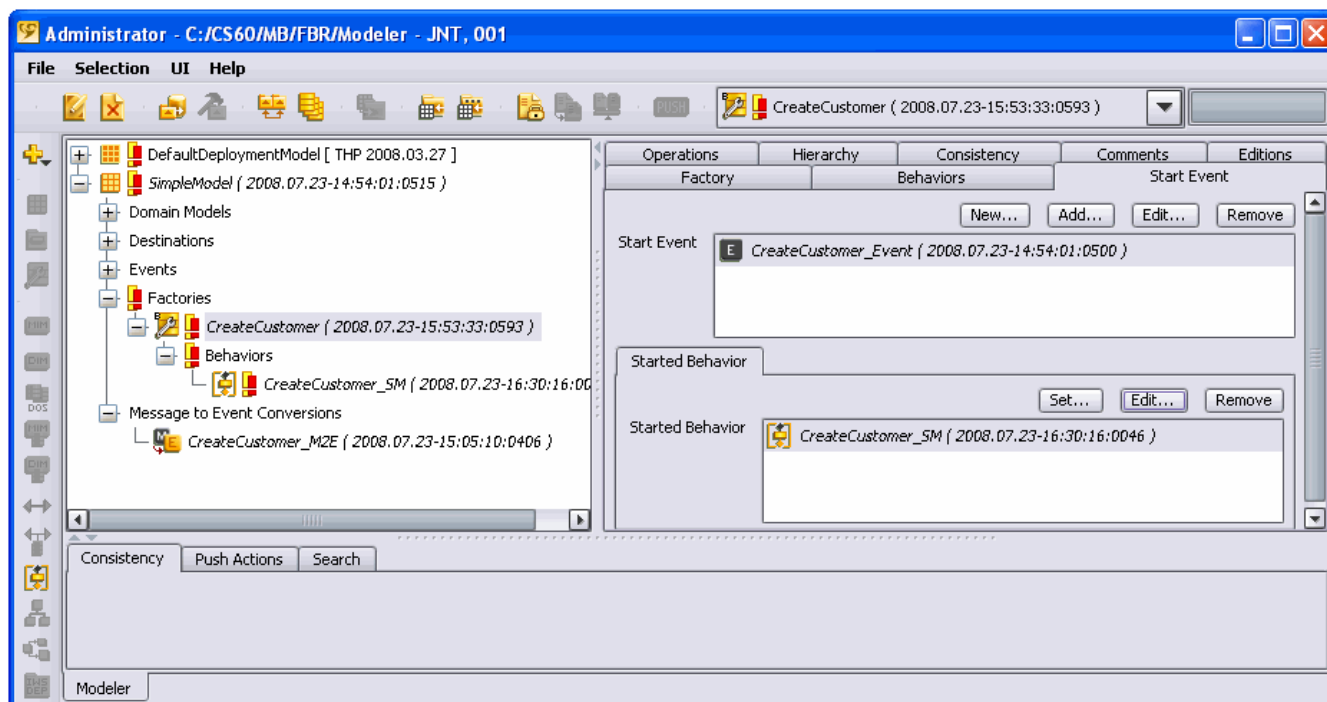 Administrator - C:/CS60/MB/FBR/Modeler - JNT, 001
File Selection UI Help
PUSH
CreateCustomer ( 2008.07.23-15:53:33:0593 )
DefaultDeploymentModel [ THP 2008.03.27 ]
SimpleModel ( 2008.07.23-14:54:01:0515 )
Domain Models
Destinations
Events
Factories
CreateCustomer ( 2008.07.23-15:53:33:0593 )
Behaviors
CreateCustomer_SM ( 2008.07.23-16:30:16:00
Message to Event Conversions
CreateCustomer_M2E ( 2008.07.23-15:05:10:0406 )
MIM
DIM
DOS
MIM
DIM
Operations Hierarchy Consistency Comments Editions
Factory Behaviors Start Event
New... Add... Edit... Remove
Start Event
E CreateCustomer_Event ( 2008.07.23-14:54:01:0500 )
Started Behavior
Set... Edit... Remove
Started Behavior
CreateCustomer_SM ( 2008.07.23-16:30:16:0046 )
Consistency Push Actions Search
Modeler